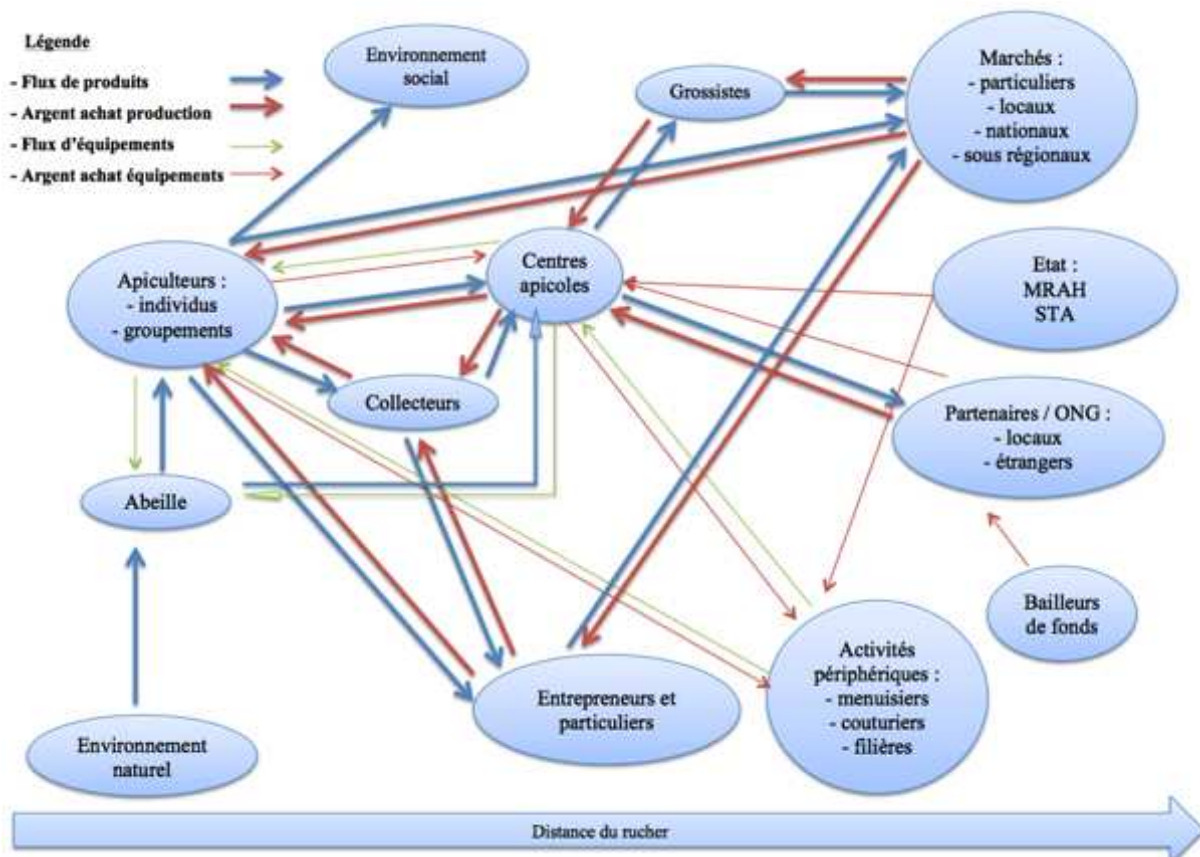 Légende
- Flux de produits
- Argent achat production
- Flux d'équipements
- Argent achat équipements
Environnement
social
Grossistes
Marchés :
- particuliers
- locaux
- nationaux
- sous régionaux
Apiculteurs :
- individus
- groupements
Centres
apicoles
Etat :
MRAH
STA
Collecteurs
Partenaires / ONG :
- locaux
- étrangers
Abeille
Bailleurs
de fonds
Environnement
naturel
Entrepreneurs et
particuliers
Activités
périphériques :
- menuisiers
- couturiers
- filières
Distance du rucher